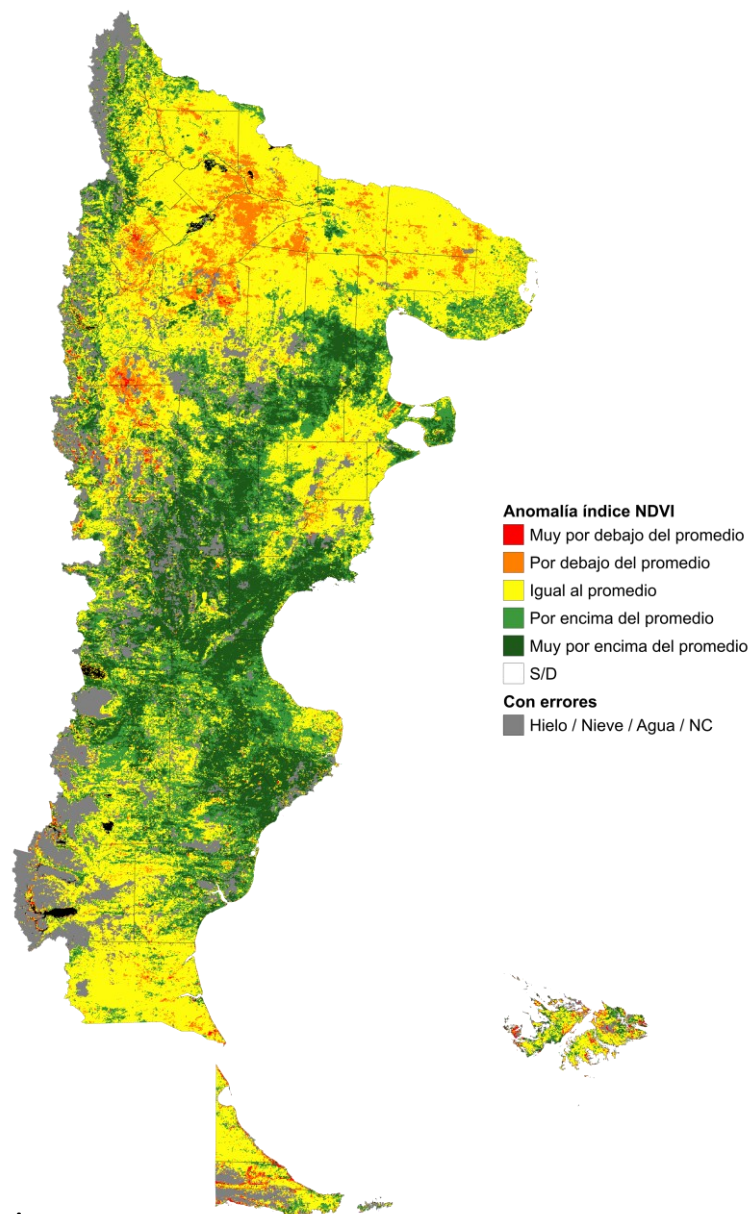 Anomalía índice NDVI
Muy por debajo del promedio
Por debajo del promedio
Igual al promedio
Por encima del promedio
Muy por encima del promedio
S/D
Con errores
Hielo / Nieve / Agua / NC